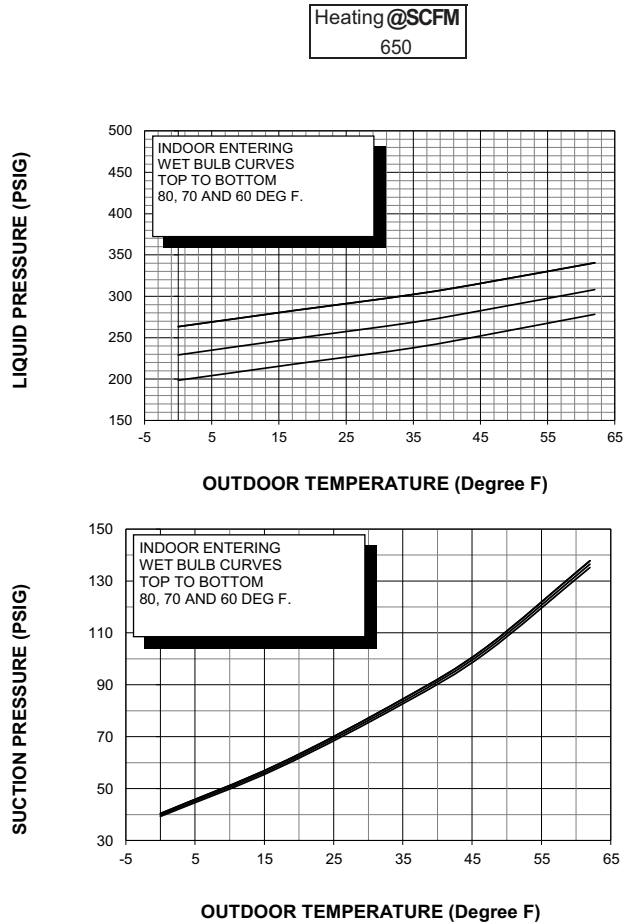 Heating @SCFM
650
LIQUID PRESSURE (PSIG)
500
450
400
350
300
250
200
150
INDOOR ENTERING
WET BULB CURVES
TOP TO BOTTOM
80, 70 AND 60 DEG F.
-5 5 15 25 35 45 55 65
OUTDOOR TEMPERATURE (Degree F)
SUCTION PRESSURE (PSIG)
150
130
110
90
70
50
30
INDOOR ENTERING
WET BULB CURVES
TOP TO BOTTOM
80, 70 AND 60 DEG F.
-5 5 15 25 35 45 55 65
OUTDOOR TEMPERATURE (Degree F)